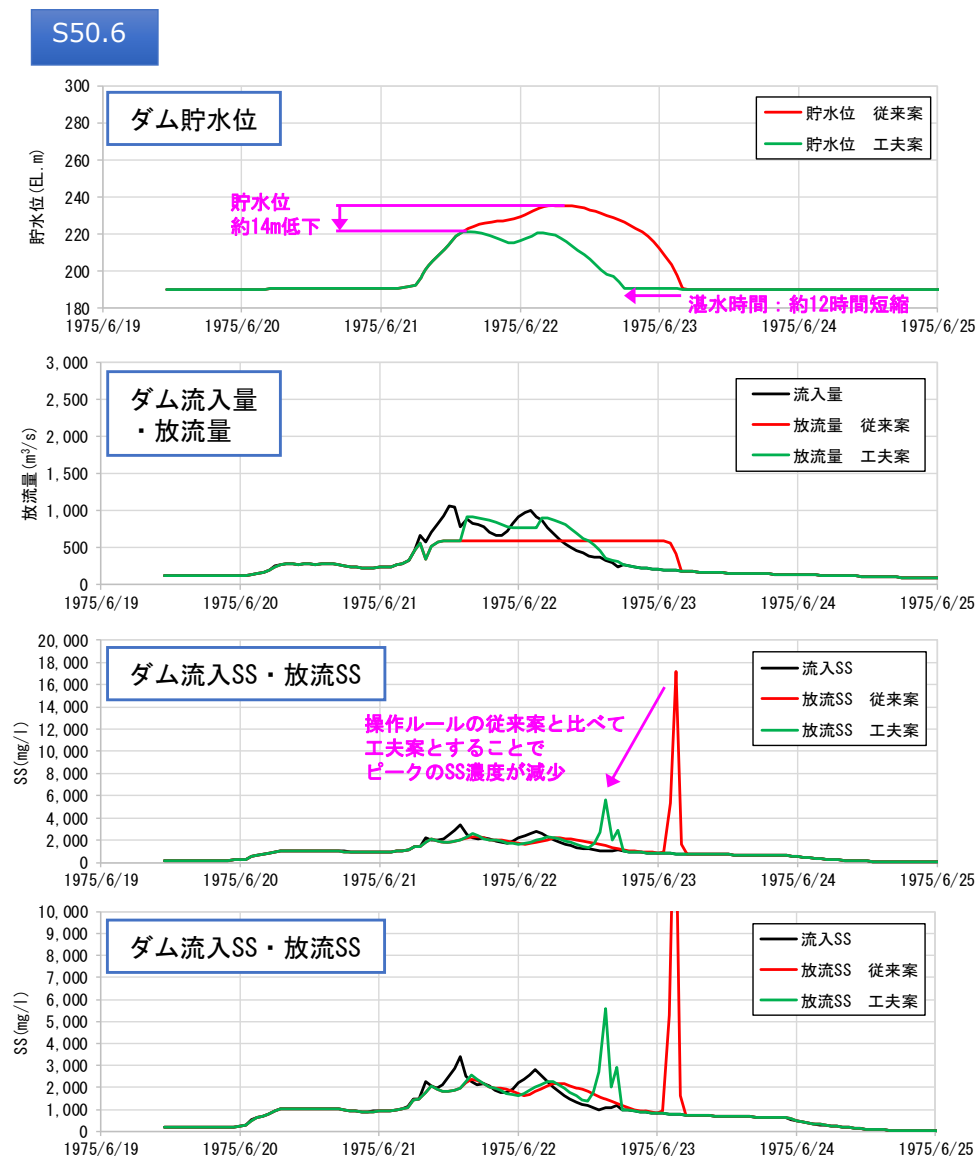 S50.6
ダム貯水位
貯水位(EL.m)
300
280
260
240
220
200
180
貯水位　従来案
貯水位　工夫案
貯水位
約14m低下
湛水時間：約12時間短縮
1975/6/19
1975/6/20
1975/6/21
1975/6/22
1975/6/23
1975/6/24
1975/6/25
ダム流入量
・放流量
放流量(m³/s)
3,000
2,500
2,000
1,500
1,000
500
0
流入量
放流量　従来案
放流量　工夫案
1975/6/19
1975/6/20
1975/6/21
1975/6/22
1975/6/23
1975/6/24
1975/6/25
ダム流入SS・放流SS
SS(mg/l)
20,000
18,000
16,000
14,000
12,000
10,000
8,000
6,000
4,000
2,000
0
流入SS
放流SS　従来案
放流SS　工夫案
操作ルールの従来案と比べて
工夫案とすることで
ピークのSS濃度が減少
1975/6/19
1975/6/20
1975/6/21
1975/6/22
1975/6/23
1975/6/24
1975/6/25
ダム流入SS・放流SS
SS(mg/l)
10,000
9,000
8,000
7,000
6,000
5,000
4,000
3,000
2,000
1,000
0
流入SS
放流SS　従来案
放流SS　工夫案
1975/6/19
1975/6/20
1975/6/21
1975/6/22
1975/6/23
1975/6/24
1975/6/25